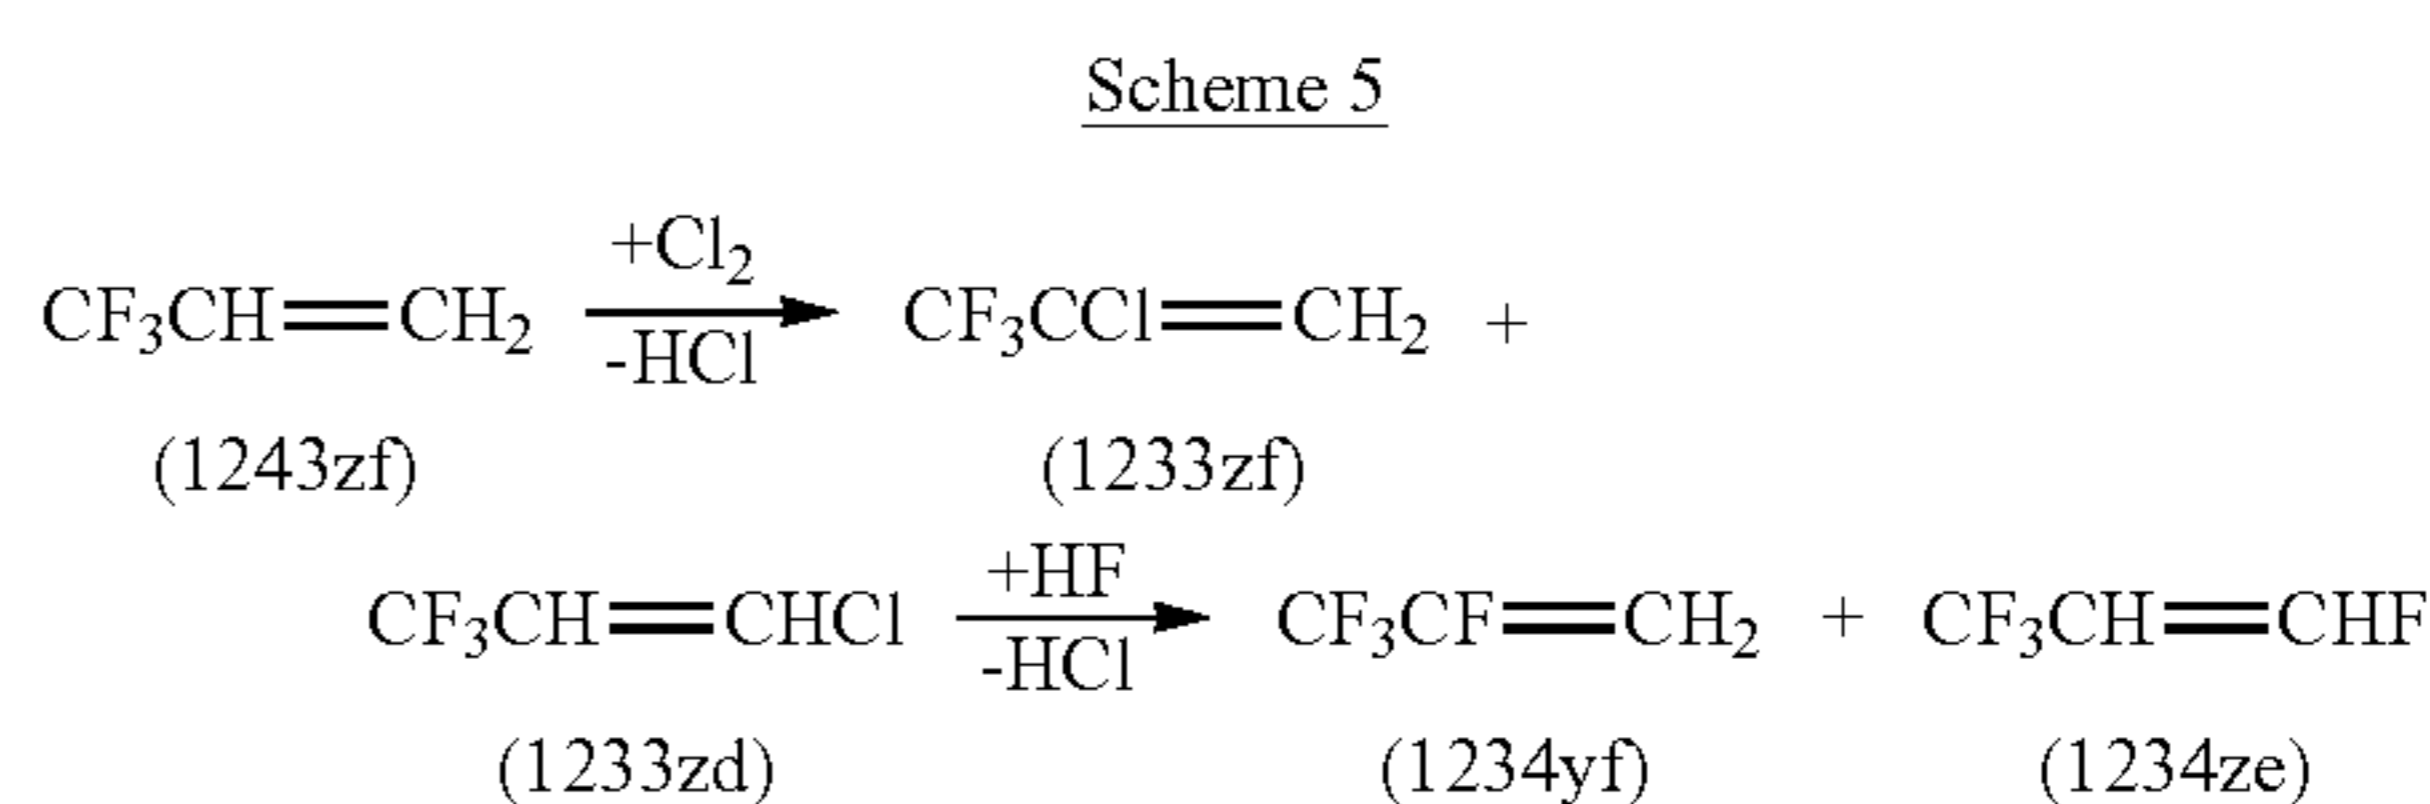 Scheme 5
+Cl₂
CF₃CH=CH₂ CF₃CCl=CH₂ +
-HCl
(1243zf) (1233zf)
+HF
CF₃CH=CHCl CF₃CF=CH₂ + CF₃CH=CHF
-HCl
(1233zd) (1234yf) (1234ze)